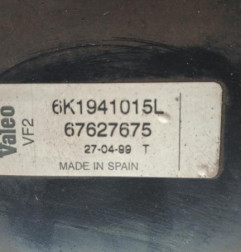 Valeo
VF2
6K1941015L
67627675
27-04-99 T
MADE IN SPAIN